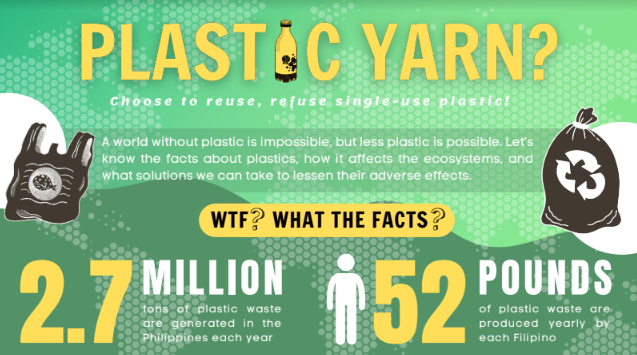 PLASTIC YARN?
Choose to reuse, refuse single-use plastic!
A world without plastic is impossible, but less plastic is possible. Let's
know the facts about plastics, how it affects the ecosystems, and
what solutions we can take to lessen their adverse effects.
WTF? WHAT THE FACTS?
2.7 MILLION
tons of plastic waste
are generated in the
Philippines each year
52 POUNDS
of plastic waste are
produced yearly by
each Filipino